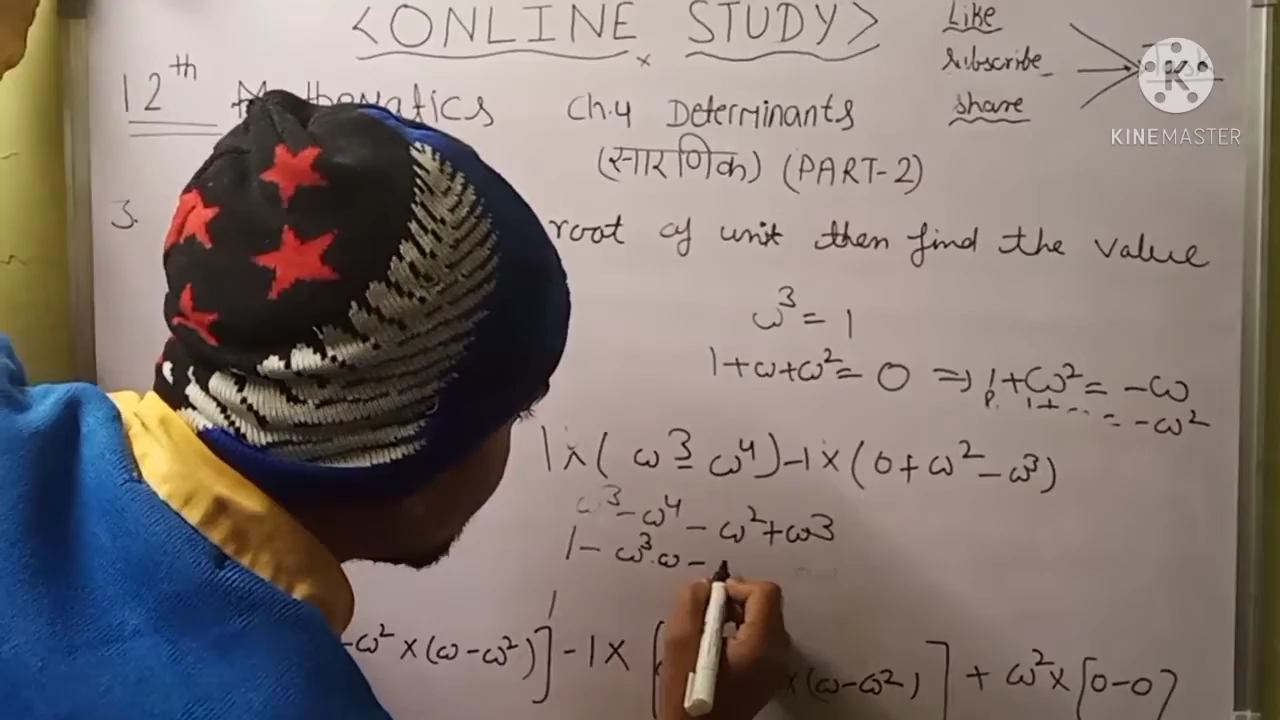 <ONLINE STUDY>
Like
Subscribe
Share
K
KINEMASTER
12th Mathematics Ch.4 Determinants
(सारणिक) (PART-2)
3. root of unit then find the value
ω³ = 1
1+ω+ω² = 0 ⇒ 1+ω² = -ω
= -ω²
1×(ω³-ω⁴)-1×(0+ω²-ω³)
ω³-ω⁴-ω²+ω3
1-ω³.ω-
-ω²×(ω-ω²)]-1×[ ×(ω-ω²)]+ω²×[0-0]